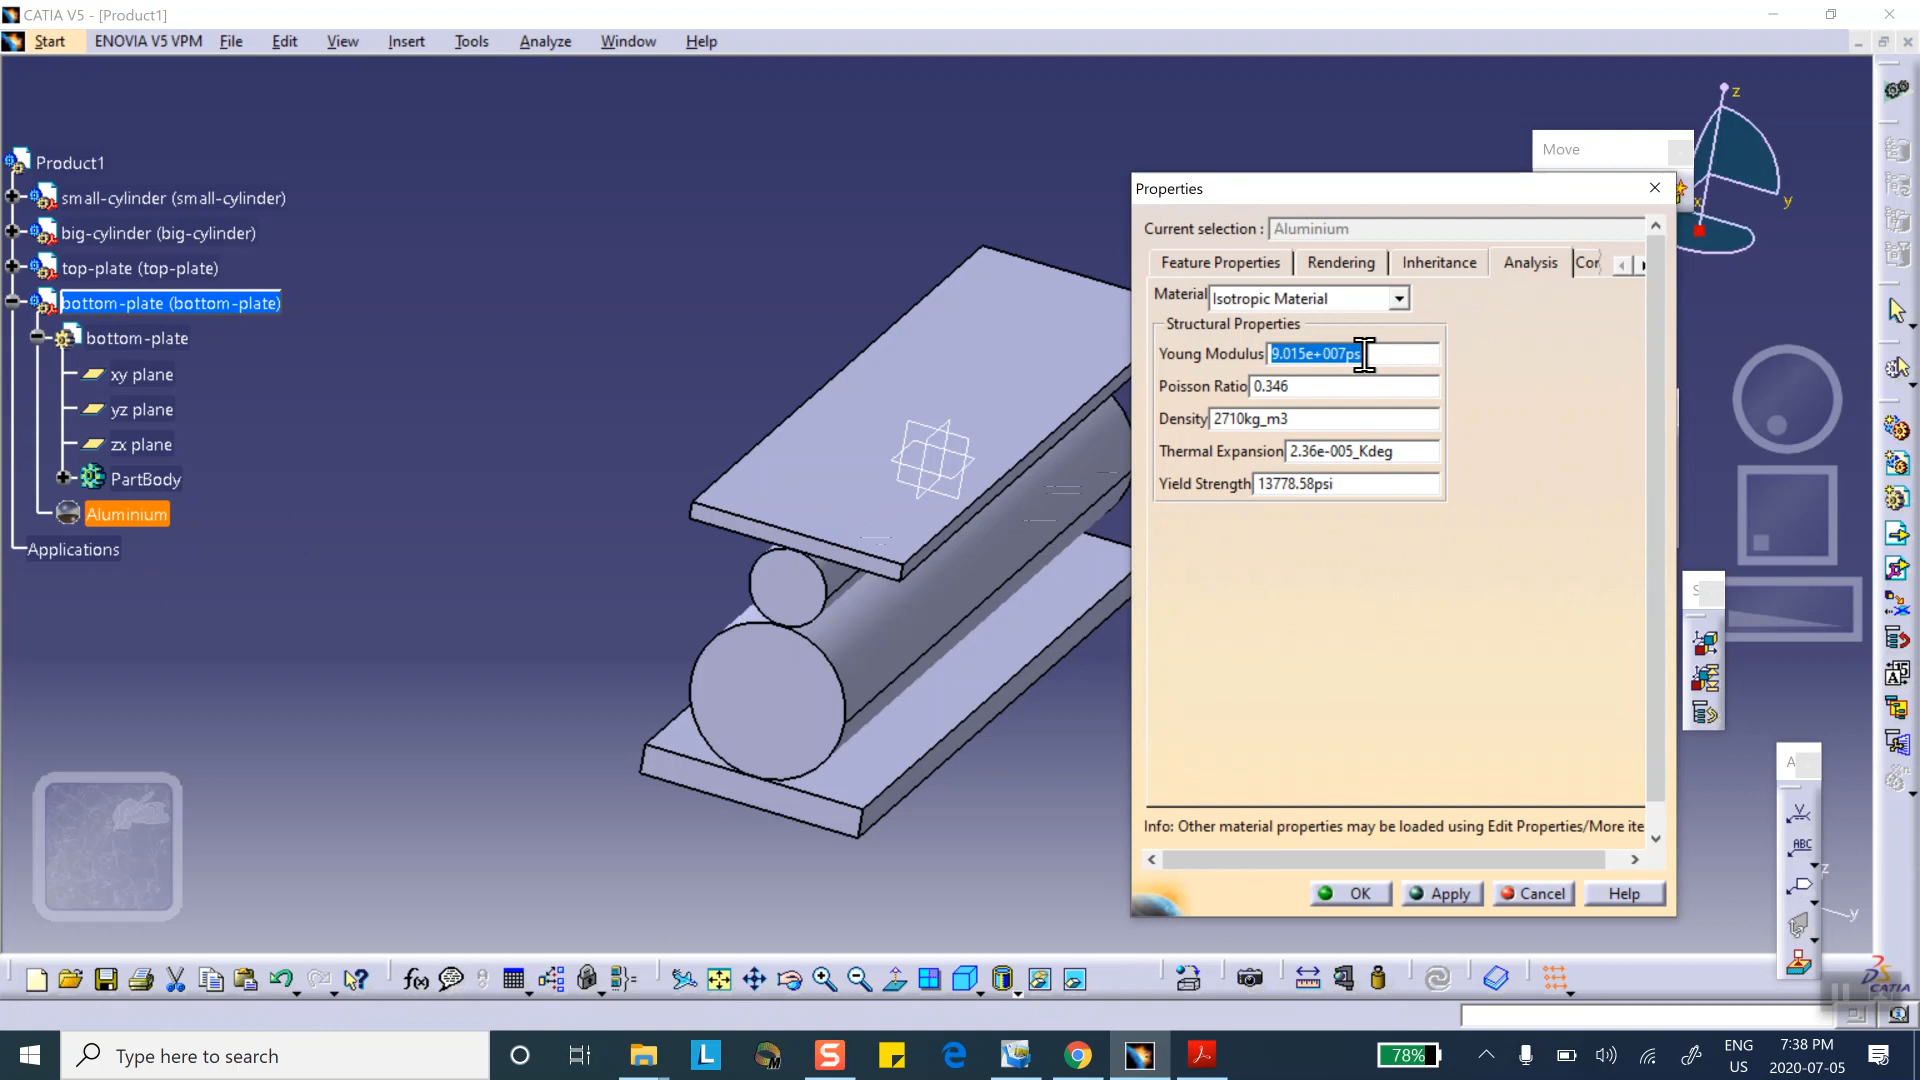 CATIA V5 - [Product1]
Start ENOVIA V5 VPM File Edit View Insert Tools Analyze Window Help
Product1
small-cylinder (small-cylinder)
big-cylinder (big-cylinder)
top-plate (top-plate)
bottom-plate (bottom-plate)
bottom-plate
xy plane
yz plane
zx plane
PartBody
Aluminium
Applications
Move
z
x
y
Properties
Current selection : Aluminium
Feature Properties Rendering Inheritance Analysis Cor
Material Isotropic Material
Structural Properties
Young Modulus 9.015e+007ps
Poisson Ratio 0.346
Density 2710kg_m3
Thermal Expansion 2.36e-005_Kdeg
Yield Strength 13778.58psi
Info: Other material properties may be loaded using Edit Properties/More ite
OK Apply Cancel Help
S
A
ABC
z
y
f(x)
CATIA
Type here to search
L
S
78%
ENG
US
7:38 PM
2020-07-05